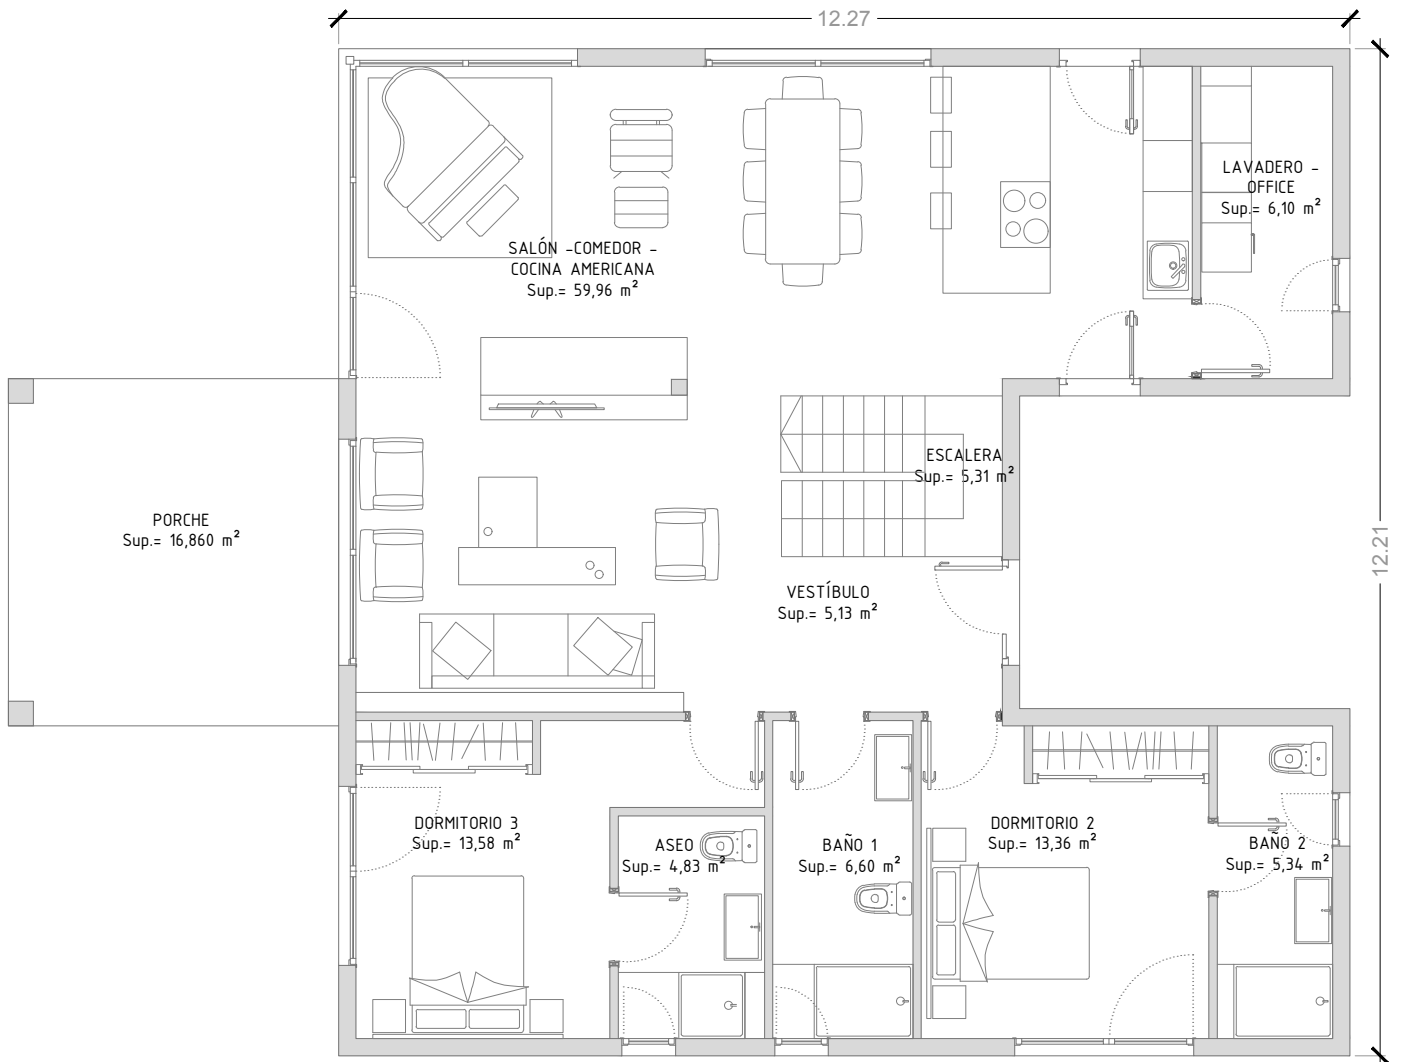 12.27
LAVADERO -
OFFICE
Sup.= 6,10 m²
SALÓN -COMEDOR -
COCINA AMERICANA
Sup.= 59,96 m²
ESCALERA
Sup.= 5,31 m²
PORCHE
Sup.= 16,860 m²
12.21
VESTÍBULO
Sup.= 5,13 m²
DORMITORIO 3
Sup.= 13,58 m²
ASEO
Sup.= 4,83 m²
BAÑO 1
Sup.= 6,60 m²
DORMITORIO 2
Sup.= 13,36 m²
BAÑO 2
Sup.= 5,34 m²